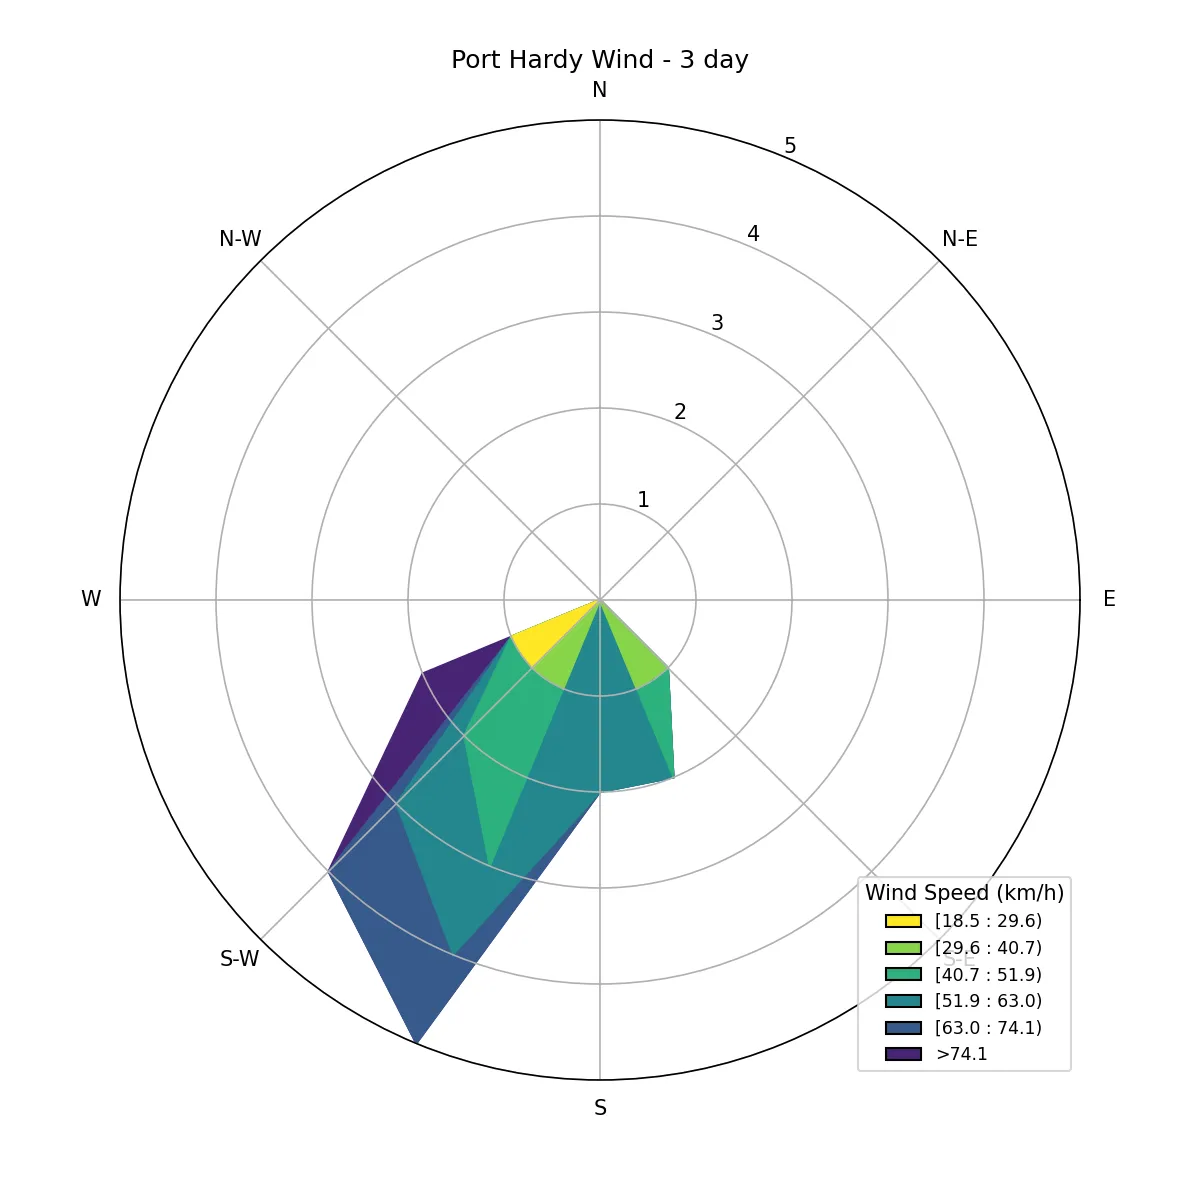 Port Hardy Wind - 3 day
N
5
N-W
N-E
4
3
2
1
W
E
Wind Speed (km/h)
[18.5 : 29.6)
[29.6 : 40.7)
S-W
S-E
[40.7 : 51.9)
[51.9 : 63.0)
[63.0 : 74.1)
>74.1
S